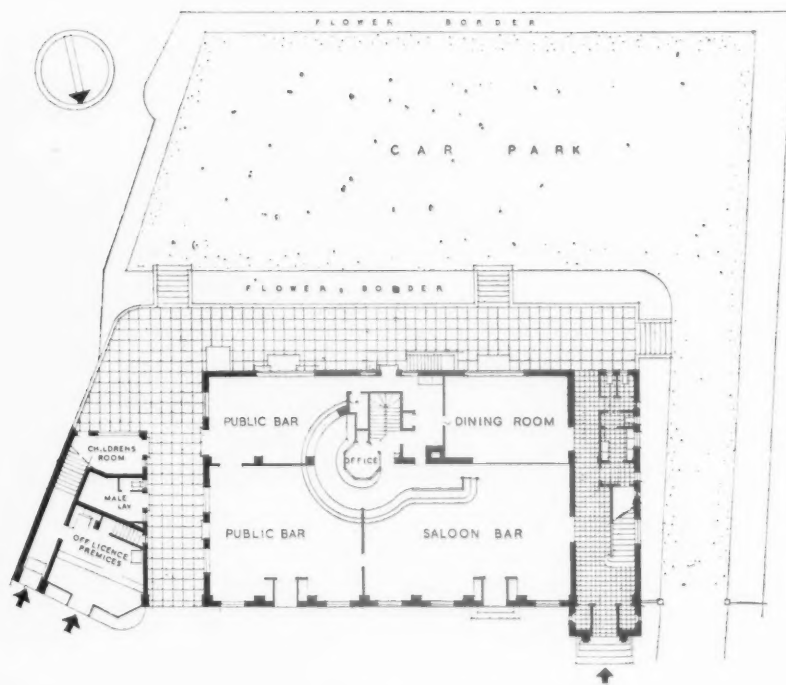 FLOWER BORDER
CAR PARK
FLOWER BORDER
PUBLIC BAR
DINING ROOM
OFFICE
CHILDRENS ROOM
MALE LAV
OFF LICENCE PREMICES
PUBLIC BAR
SALOON BAR